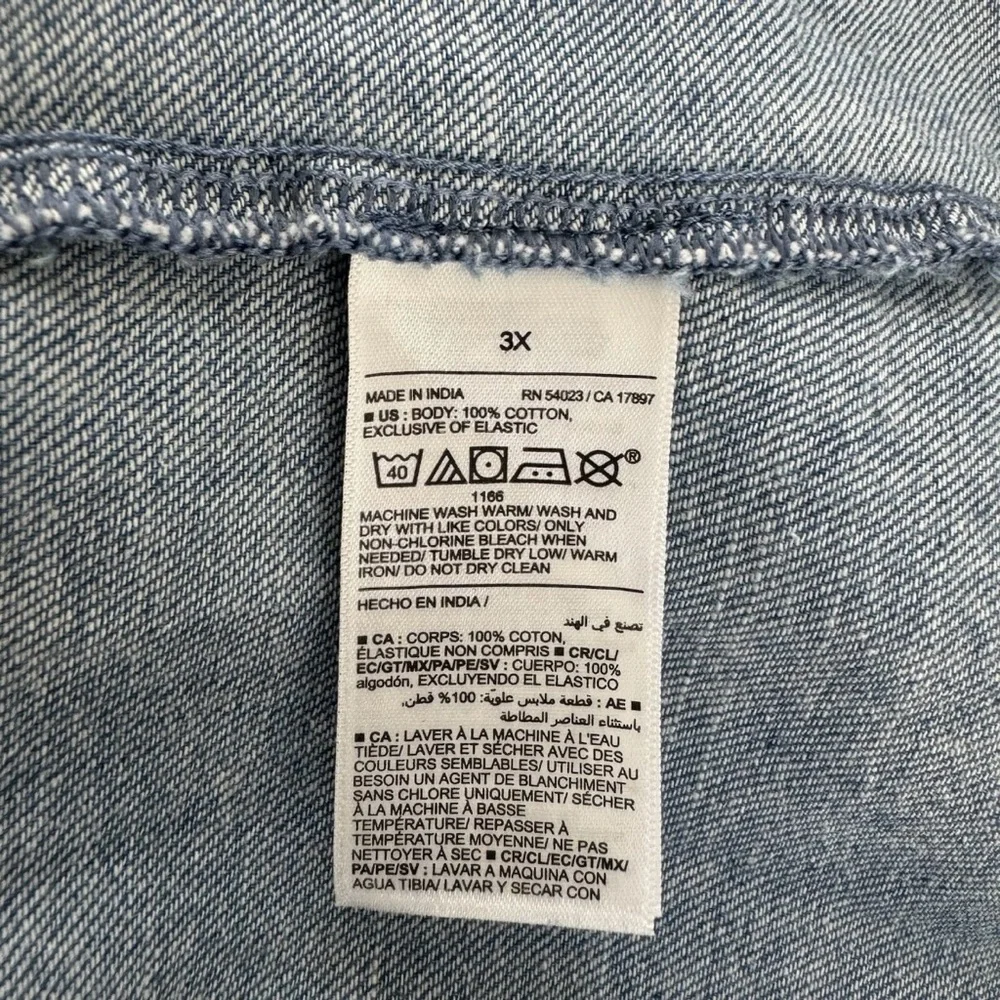 3X
MADE IN INDIA RN 54023 / CA 17897
■ US : BODY: 100% COTTON,
EXCLUSIVE OF ELASTIC
40 ®
1166
MACHINE WASH WARM/ WASH AND
DRY WITH LIKE COLORS/ ONLY
NON-CHLORINE BLEACH WHEN
NEEDED/ TUMBLE DRY LOW/ WARM
IRON/ DO NOT DRY CLEAN
HECHO EN INDIA /
تصنع في الهند
■ CA : CORPS: 100% COTON,
ÉLASTIQUE NON COMPRIS ■ CR/CL/
EC/GT/MX/PA/PE/SV : CUERPO: 100%
algodón, EXCLUYENDO EL ELASTICO
■ AE : قطعة ملابس علويّة: 100% قطن,
باستثناء العناصر المطاطة
■ CA : LAVER À LA MACHINE À L'EAU
TIÈDE/ LAVER ET SÉCHER AVEC DES
COULEURS SEMBLABLES/ UTILISER AU
BESOIN UN AGENT DE BLANCHIMENT
SANS CHLORE UNIQUEMENT/ SÉCHER
À LA MACHINE À BASSE
TEMPÉRATURE/ REPASSER À
TEMPÉRATURE MOYENNE/ NE PAS
NETTOYER À SEC ■ CR/CL/EC/GT/MX/
PA/PE/SV : LAVAR A MAQUINA CON
AGUA TIBIA/ LAVAR Y SECAR CON